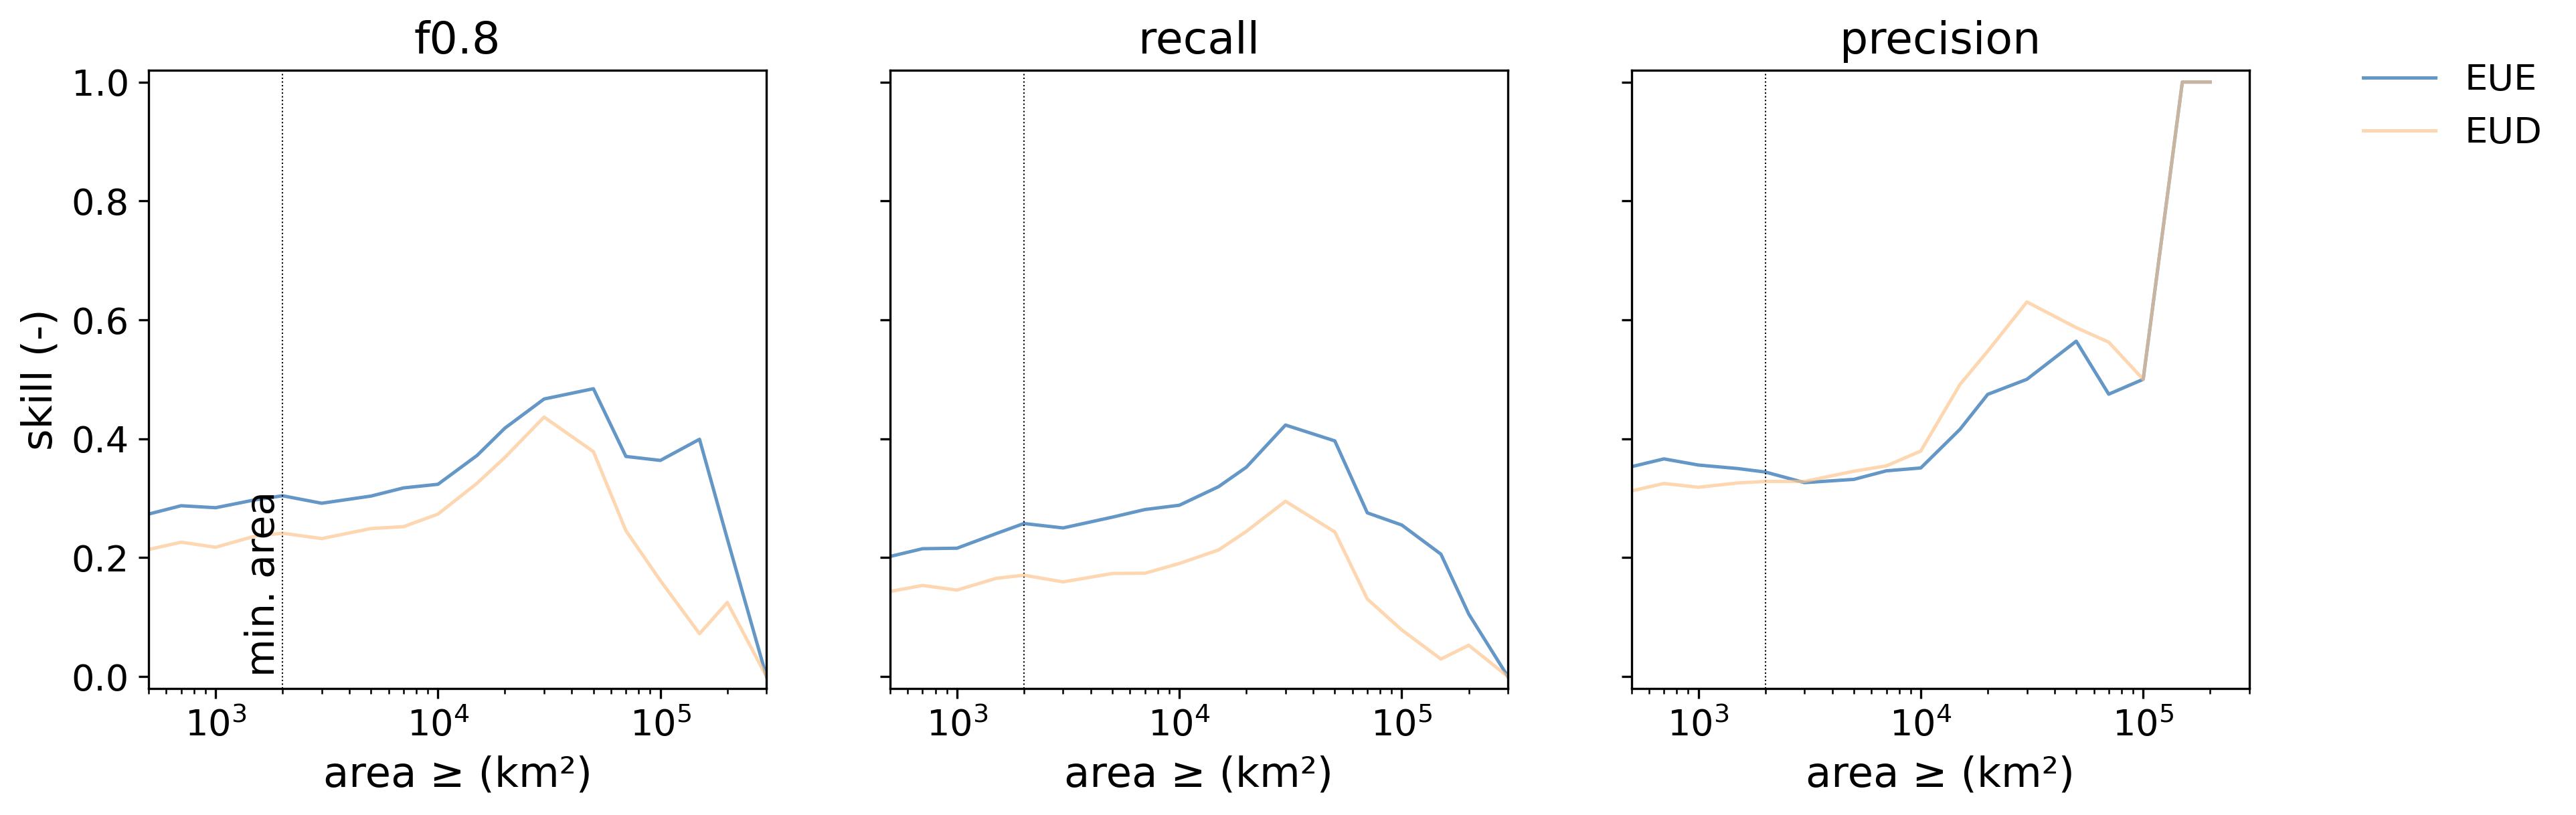 f0.8
recall
precision
EUE
EUD
skill (-)
1.0
0.8
0.6
0.4
0.2
0.0
min. area
10³
10⁴
10⁵
10³
10⁴
10⁵
10³
10⁴
10⁵
area ≥ (km²)
area ≥ (km²)
area ≥ (km²)